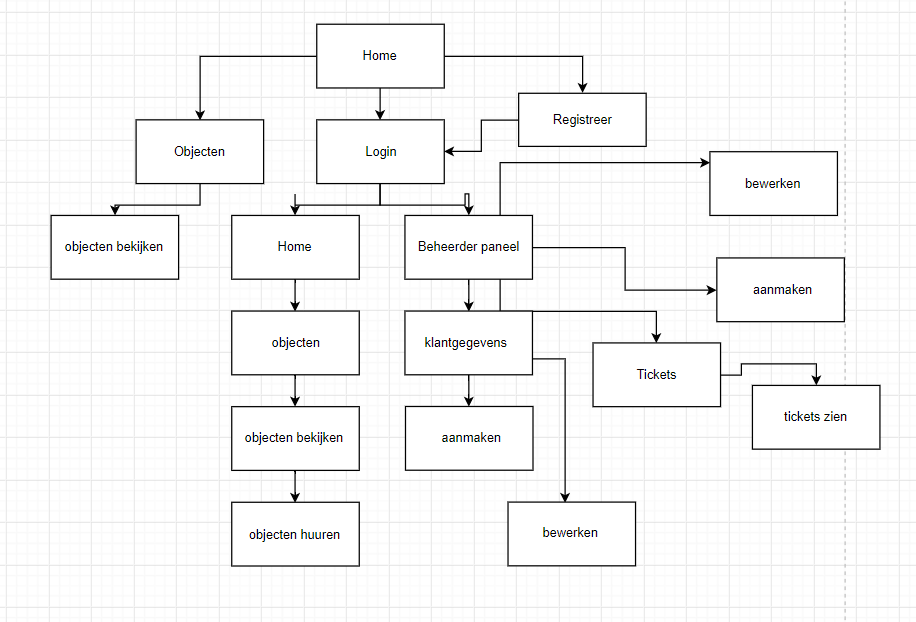 Home
Registreer
Objecten
Login
bewerken
objecten bekijken
Home
Beheerder paneel
aanmaken
objecten
klantgegevens
Tickets
tickets zien
objecten bekijken
aanmaken
objecten huuren
bewerken